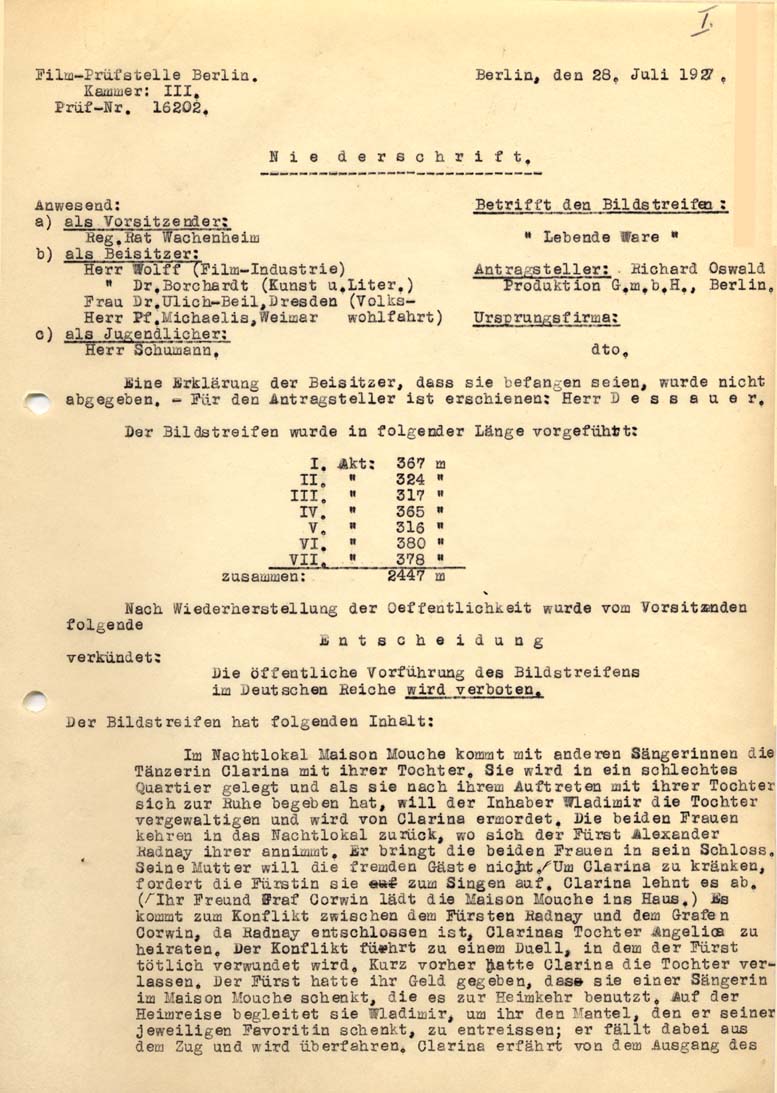 I.
Film-Prüfstelle Berlin. Berlin, den 28. Juli 1927.
Kammer: III.
Prüf-Nr. 16202.
N i e d e r s c h r i f t.
Anwesend: Betrifft den Bildstreifen:
a) als Vorsitzender:
Reg.Rat Wachenheim " Lebende Ware "
b) als Beisitzer:
Herr Wolff (Film-Industrie) Antragsteller: Richard Oswald
" Dr.Borchardt (Kunst u.Liter.) Produktion G.m.b.H., Berlin.
Frau Dr.Ulich-Beil,Dresden (Volks-
Herr Pf.Michaelis,Weimar wohlfahrt) Ursprungsfirma:
c) als Jugendlicher:
Herr Schumann. dto.
Eine Erklärung der Beisitzer, dass sie befangen seien, wurde nicht
abgegeben. - Für den Antragsteller ist erschienen: Herr D e s s a u e r.
Der Bildstreifen wurde in folgender Länge vorgeführt:
I. Akt: 367 m
II. " 324 "
III. " 317 "
IV. " 365 "
V. " 316 "
VI. " 380 "
VII. " 378 "
zusammen: 2447 m
Nach Wiederherstellung der Oeffentlichkeit wurde vom Vorsitzenden
folgende
E n t s c h e i d u n g
verkündet:
Die öffentliche Vorführung des Bildstreifens
im Deutschen Reiche wird verboten.
Der Bildstreifen hat folgenden Inhalt:
Im Nachtlokal Maison Mouche kommt mit anderen Sängerinnen die
Tänzerin Clarina mit ihrer Tochter. Sie wird in ein schlechtes
Quartier gelegt und als sie nach ihrem Auftreten mit ihrer Tochter
sich zur Ruhe begeben hat, will der Inhaber Wladimir die Tochter
vergewaltigen und wird von Clarina ermordet. Die beiden Frauen
kehren in das Nachtlokal zurück, wo sich der Fürst Alexander
Radnay ihrer annimmt. Er bringt die beiden Frauen in sein Schloss.
Seine Mutter will die fremden Gäste nicht. (Um Clarina zu kränken,
fordert die Fürstin sie auf zum Singen auf. Clarina lehnt es ab.
(Ihr Freund Graf Corwin lädt die Maison Mouche ins Haus.) Es
kommt zum Konflikt zwischen dem Fürsten Radnay und dem Grafen
Corwin, da Radnay entschlossen ist, Clarinas Tochter Angelica zu
heiraten. Der Konflikt führt zu einem Duell, in dem der Fürst
tötlich verwundet wird. Kurz vorher hatte Clarina die Tochter ver-
lassen. Der Fürst hatte ihr Geld gegeben, dass sie einer Sängerin
im Maison Mouche schenkt, die es zur Heimkehr benutzt. Auf der
Heimreise begleitet sie Wladimir, um ihr den Mantel, den er seiner
jeweiligen Favoritin schenkt, zu entreissen; er fällt dabei aus
dem Zug und wird überfahren. Clarina erfährt von dem Ausgang des